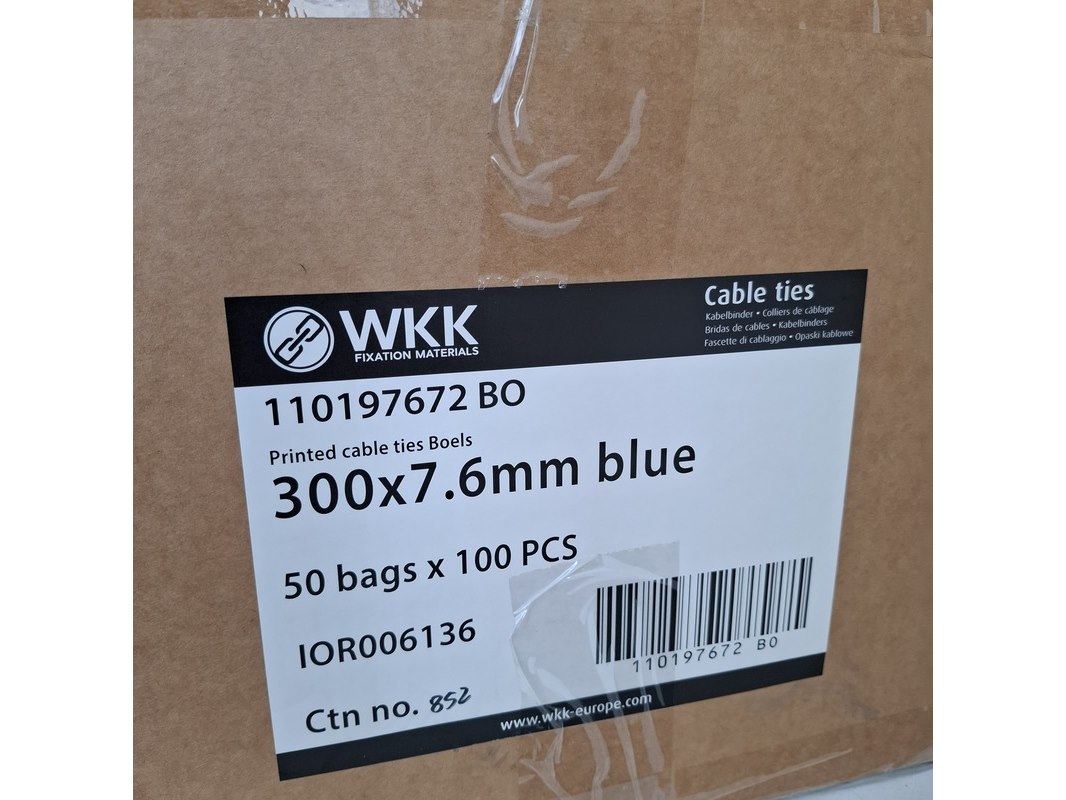 WKK
FIXATION MATERIALS
Cable ties
Kabelbinder • Colliers de câblage
Bridas de cables • Kabelbinders
Fascette di cablaggio • Opaski kablowe
110197672 BO
Printed cable ties Boels
300x7.6mm blue
50 bags x 100 PCS
IOR006136
Ctn no. 852
110197672 BO
www.wkk-europe.com